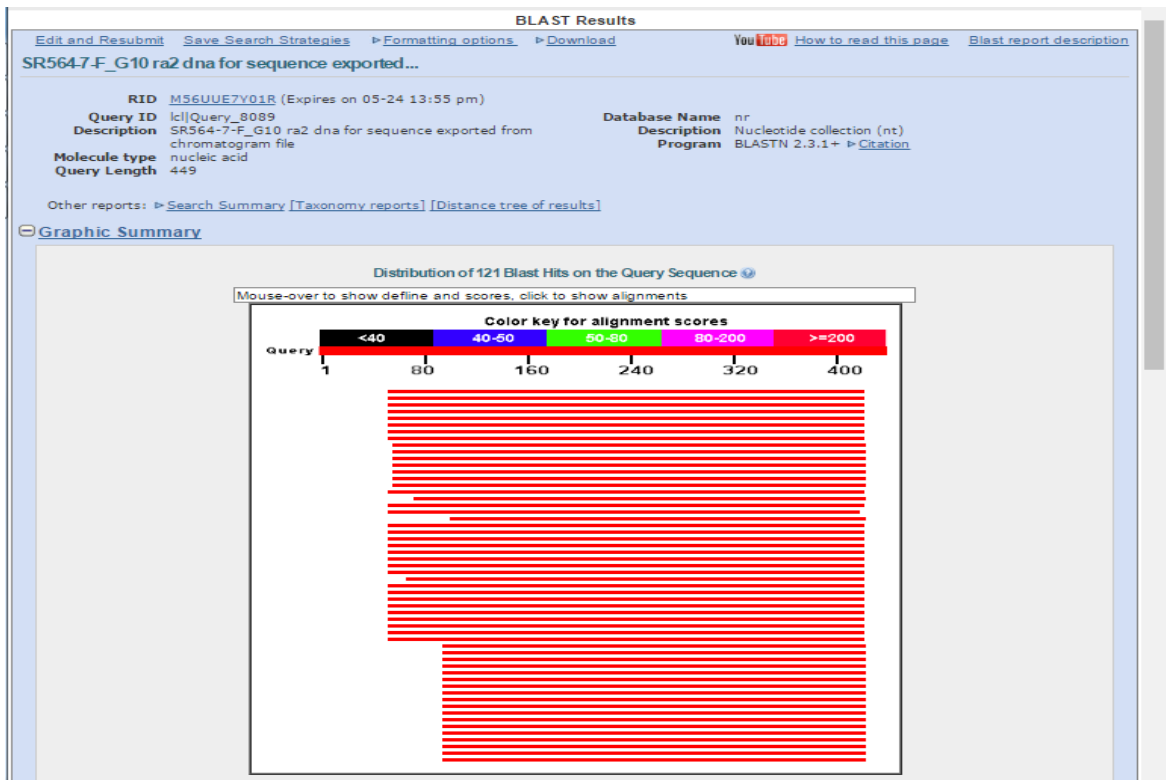 BLAST Results
Edit and Resubmit Save Search Strategies Formatting options Download YouTube How to read this page Blast report description
SR564-7-F_G10 ra2 dna for sequence exported...
RID M56UUE7Y01R (Expires on 05-24 13:55 pm)
Query ID lcl|Query_8089
Description SR564-7-F_G10 ra2 dna for sequence exported from
chromatogram file
Molecule type nucleic acid
Query Length 449
Database Name nr
Description Nucleotide collection (nt)
Program BLASTN 2.3.1+ Citation
Other reports: Search Summary [Taxonomy reports] [Distance tree of results]
Graphic Summary
Distribution of 121 Blast Hits on the Query Sequence
Mouse-over to show defline and scores, click to show alignments
Color key for alignment scores
<40 40-50 50-80 80-200 >=200
Query
1 80 160 240 320 400